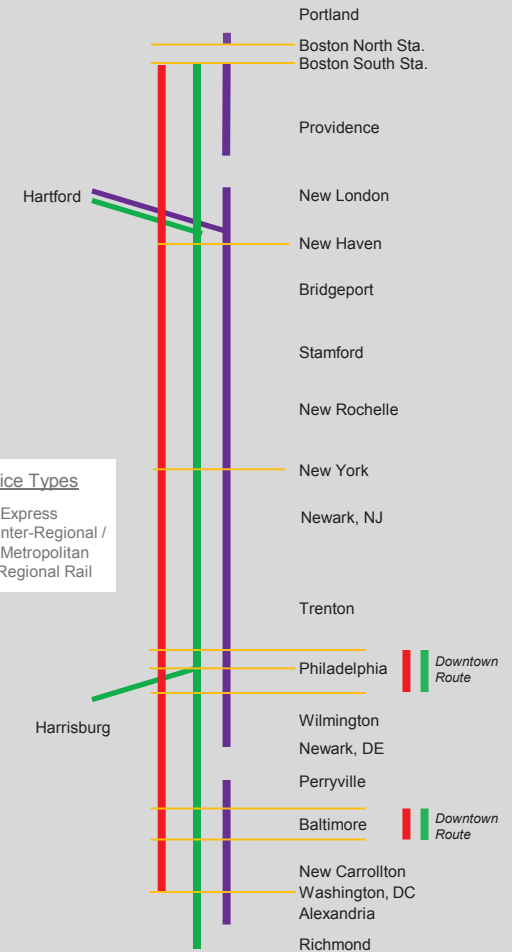 Portland
Boston North Sta.
Boston South Sta.
Providence
Hartford
New London
New Haven
Bridgeport
Stamford
New Rochelle
ice Types
Express
nter-Regional /
Metropolitan
Regional Rail
New York
Newark, NJ
Trenton
Philadelphia
Downtown
Route
Harrisburg
Wilmington
Newark, DE
Perryville
Baltimore
Downtown
Route
New Carrollton
Washington, DC
Alexandria
Richmond